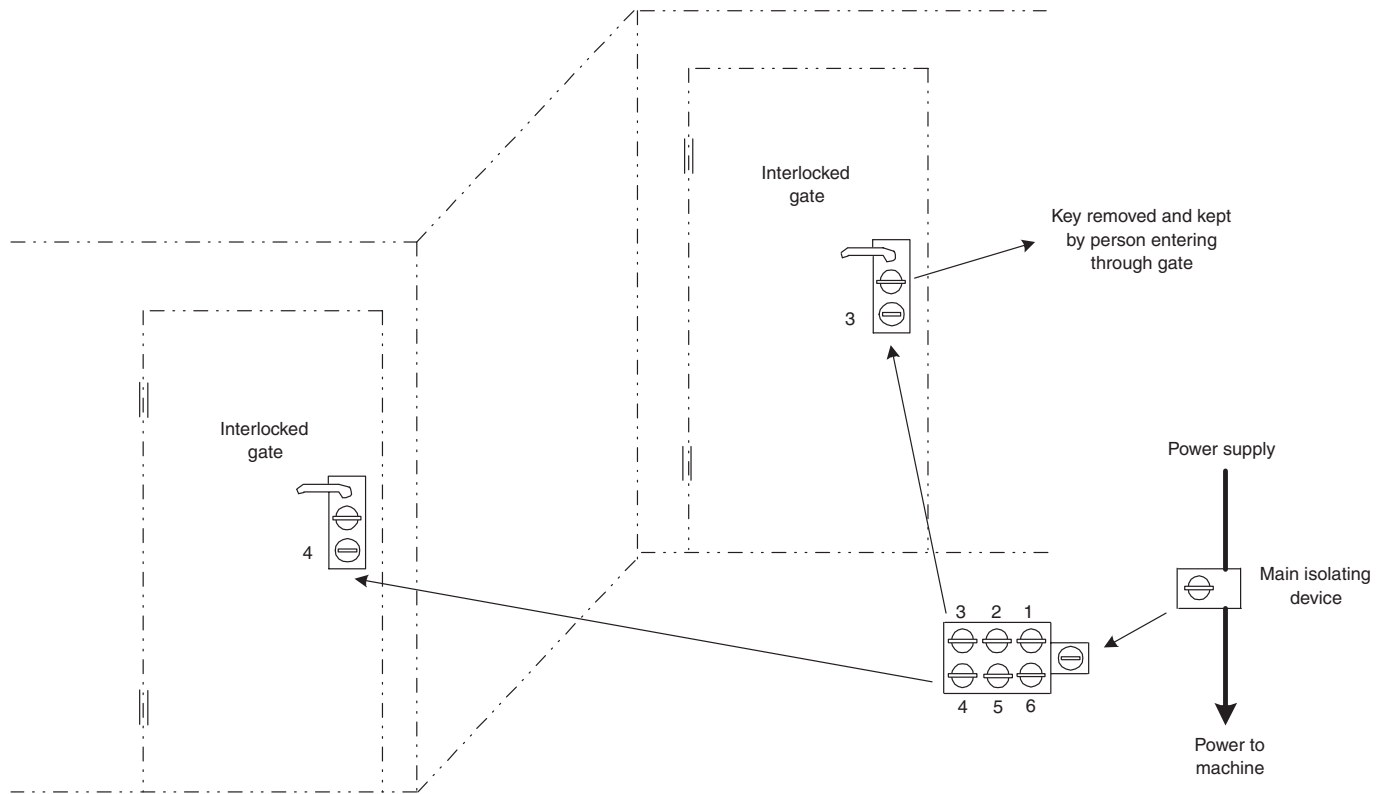 Interlocked
gate
Key removed and kept
by person entering
through gate
3
Interlocked
gate
4
Power supply
Main isolating
device
3 2 1
4 5 6
Power to
machine